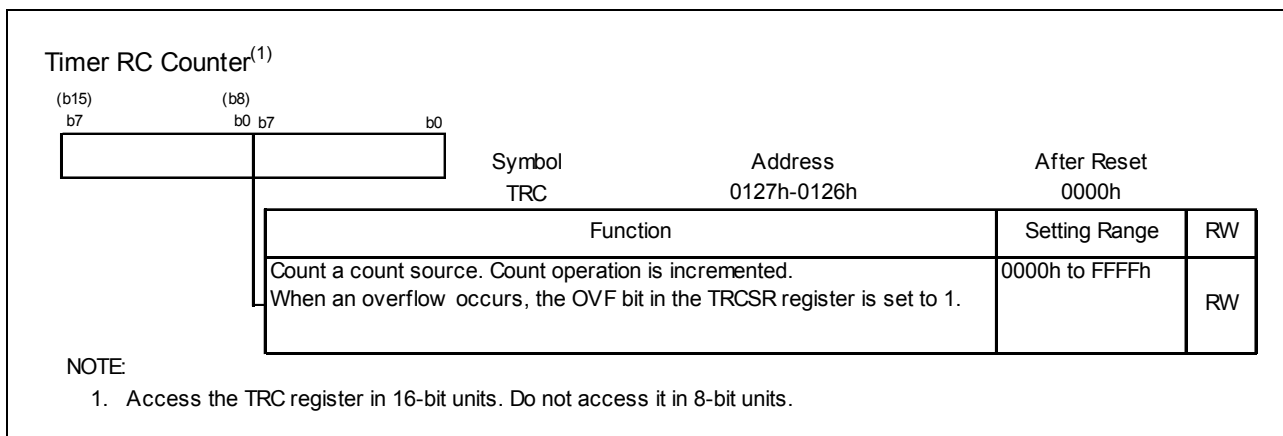 Timer RC Counter(1)
(b15) (b8)
b7 b0 b7 b0
Symbol Address After Reset
TRC 0127h-0126h 0000h
Function Setting Range RW
Count a count source. Count operation is incremented. 0000h to FFFFh
When an overflow occurs, the OVF bit in the TRCSR register is set to 1. RW
NOTE:
1. Access the TRC register in 16-bit units. Do not access it in 8-bit units.